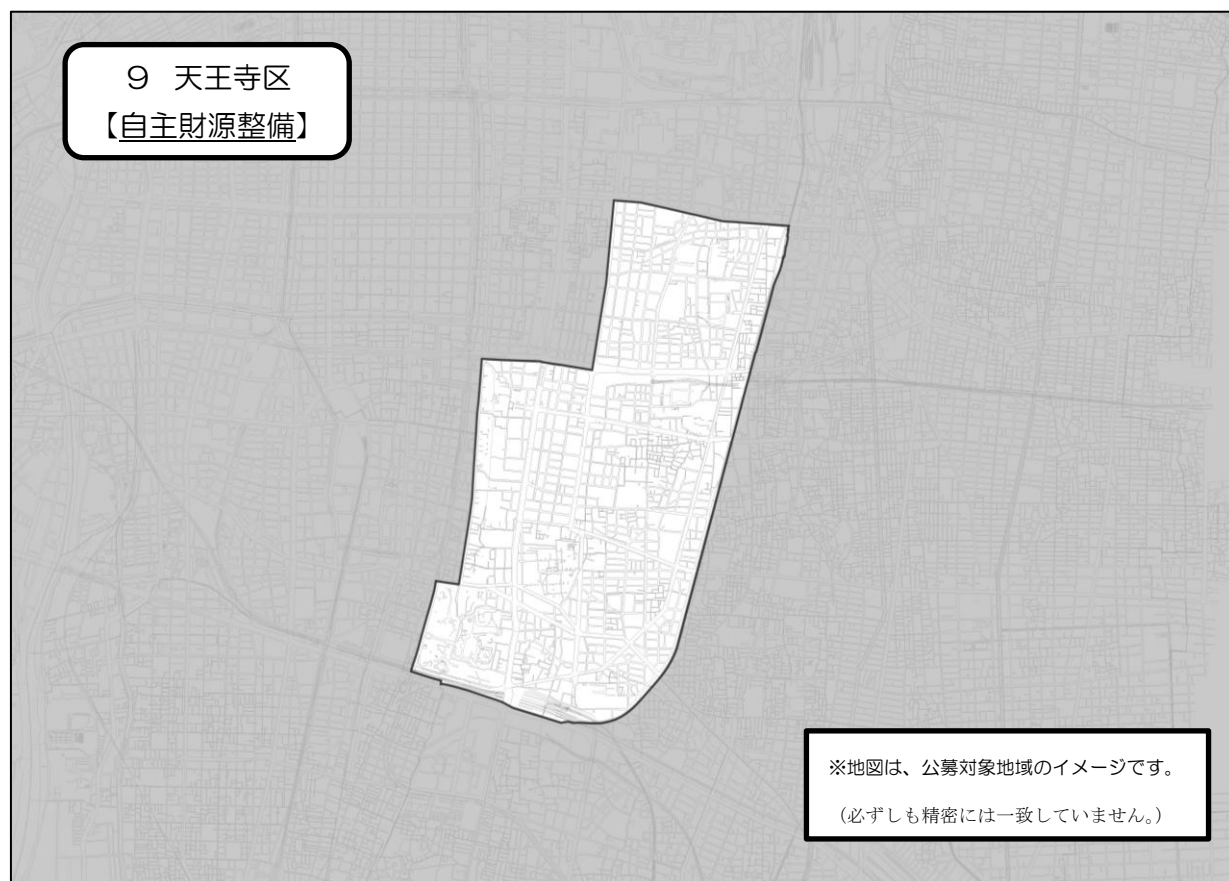 ９ 天王寺区
【自主財源整備】
※地図は、公募対象地域のイメージです。
（必ずしも精密には一致していません。）